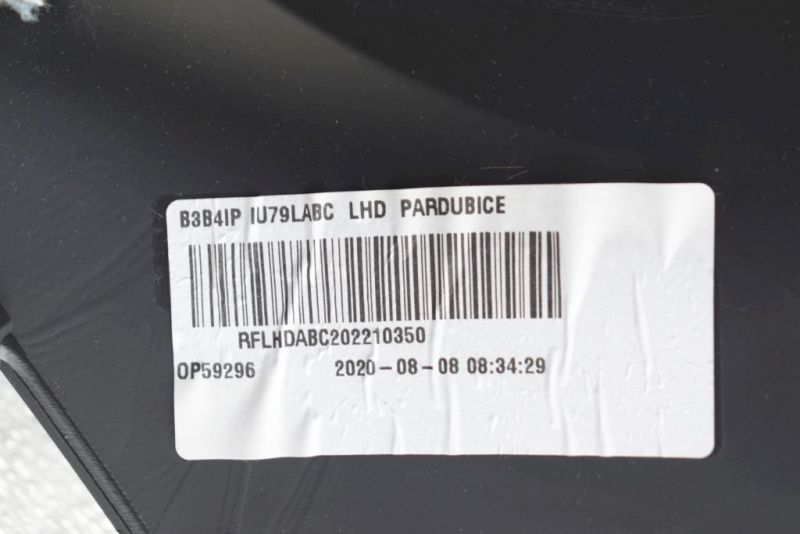 B3B4IP IU79LABC LHD PARDUBICE
RFLHDABC202210350
OP59296 2020-08-08 08:34:29